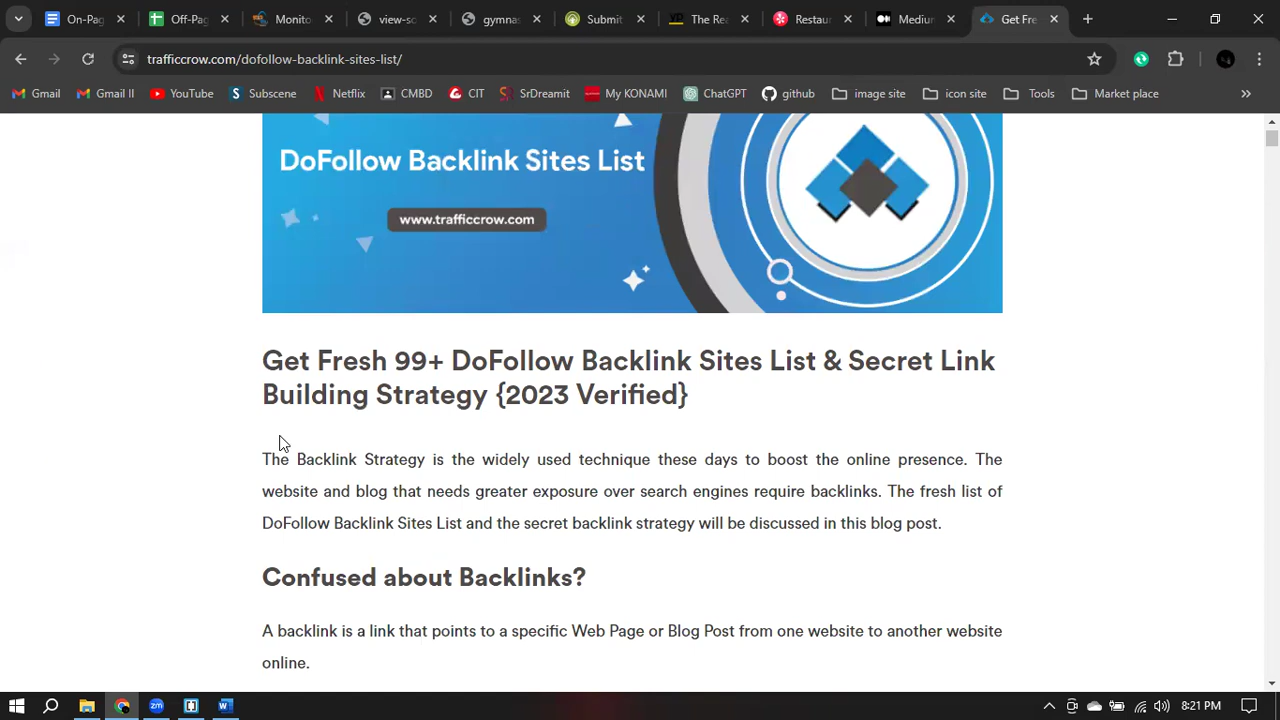 On-Pag
Off-Pag
Monito
view-so
gymnas
Submit
The Rea
Restau
Medium
Get Fre
trafficcrow.com/dofollow-backlink-sites-list/
Gmail
Gmail II
YouTube
Subscene
Netflix
CMBD
CIT
SrDreamit
My KONAMI
ChatGPT
github
image site
icon site
Tools
Market place
DoFollow Backlink Sites List
www.trafficcrow.com
Get Fresh 99+ DoFollow Backlink Sites List & Secret Link
Building Strategy {2023 Verified}
The Backlink Strategy is the widely used technique these days to boost the online presence. The
website and blog that needs greater exposure over search engines require backlinks. The fresh list of
DoFollow Backlink Sites List and the secret backlink strategy will be discussed in this blog post.
Confused about Backlinks?
A backlink is a link that points to a specific Web Page or Blog Post from one website to another website
online.
8:21 PM